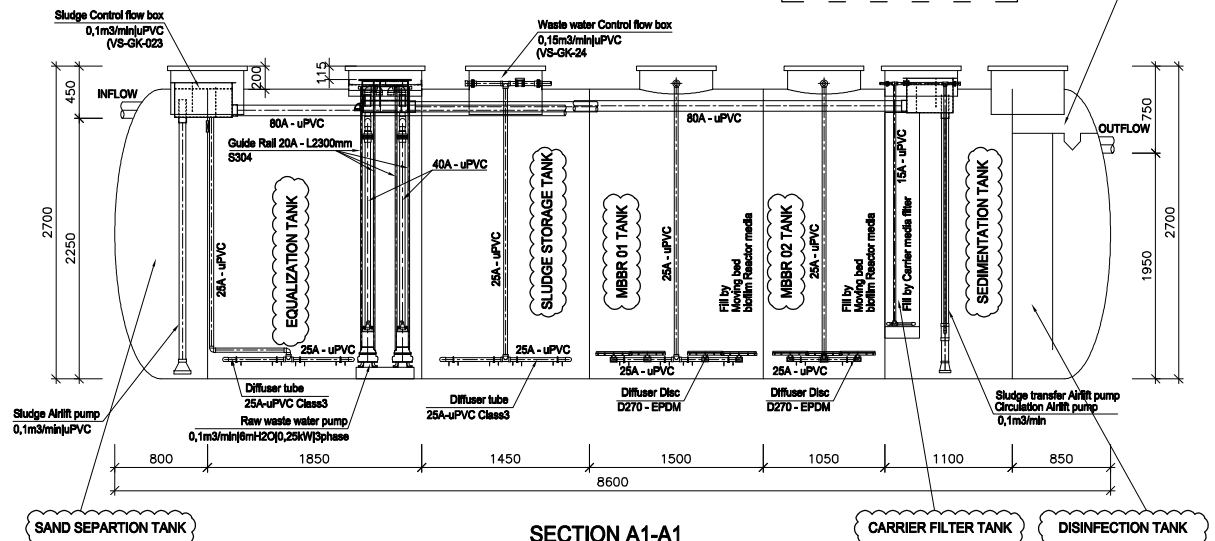 Sludge Control flow box
0,1m3/min|uPVC
(VS-GK-023
Waste water Control flow box
0,15m3/min|uPVC
(VS-GK-24
450
200
115
INFLOW
80A - uPVC
80A - uPVC
750
OUTFLOW
Guide Rail 20A - L2300mm
S304
40A - uPVC
15A - uPVC
2700
2250
25A - uPVC
EQUALIZATION TANK
25A - uPVC
SLUDGE STORAGE TANK
MBBR 01 TANK
25A - uPVC
Fill by
Moving bed
biofilm Reactor media
MBBR 02 TANK
25A - uPVC
Fill by
Moving bed
biofilm Reactor media
Fill by Carrier media filter
SEDIMENTATION TANK
1950
2700
25A - uPVC
25A - uPVC
25A - uPVC
25A - uPVC
25A - uPVC
Diffuser tube
25A-uPVC Class3
Diffuser tube
25A-uPVC Class3
Diffuser Disc
D270 - EPDM
Diffuser Disc
D270 - EPDM
Sludge transfer Airlift pump
Circulation Airlift pump
0,1m3/min
Sludge Airlift pump
0,1m3/min|uPVC
Raw waste water pump
0,1m3/min|6mH2O|0,25kW|3phase
800
1850
1450
1500
1050
1100
850
8600
SAND SEPARTION TANK
SECTION A1-A1
CARRIER FILTER TANK
DISINFECTION TANK